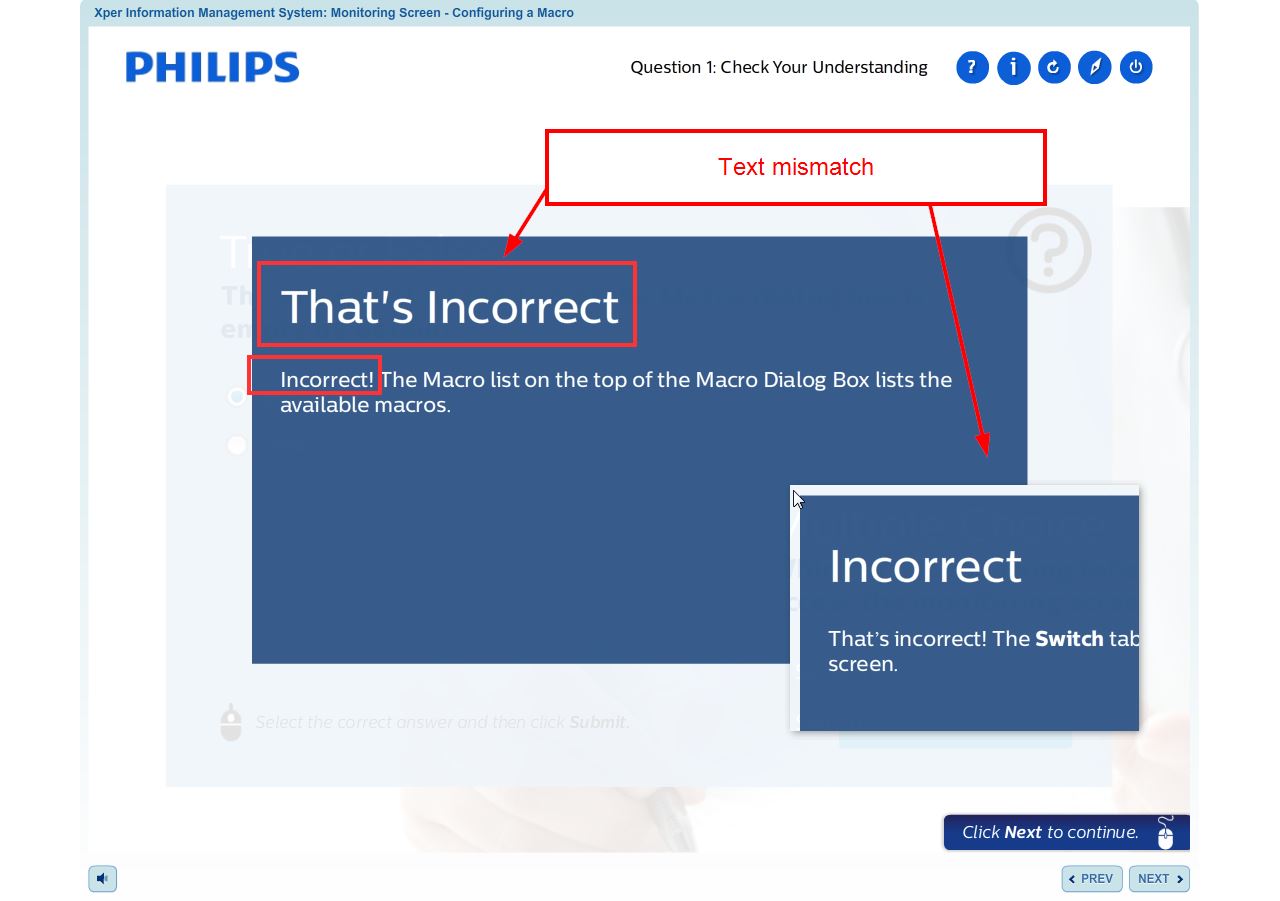 Xper Information Management System: Monitoring Screen - Configuring a Macro
PHILIPS
Question 1: Check Your Understanding
?
i
Text mismatch
?
That's Incorrect
Incorrect! The Macro list on the top of the Macro Dialog Box lists the
available macros.
Incorrect
That's incorrect! The Switch tab
screen.
Select the correct answer and then click Submit.
Click Next to continue.
PREV
NEXT